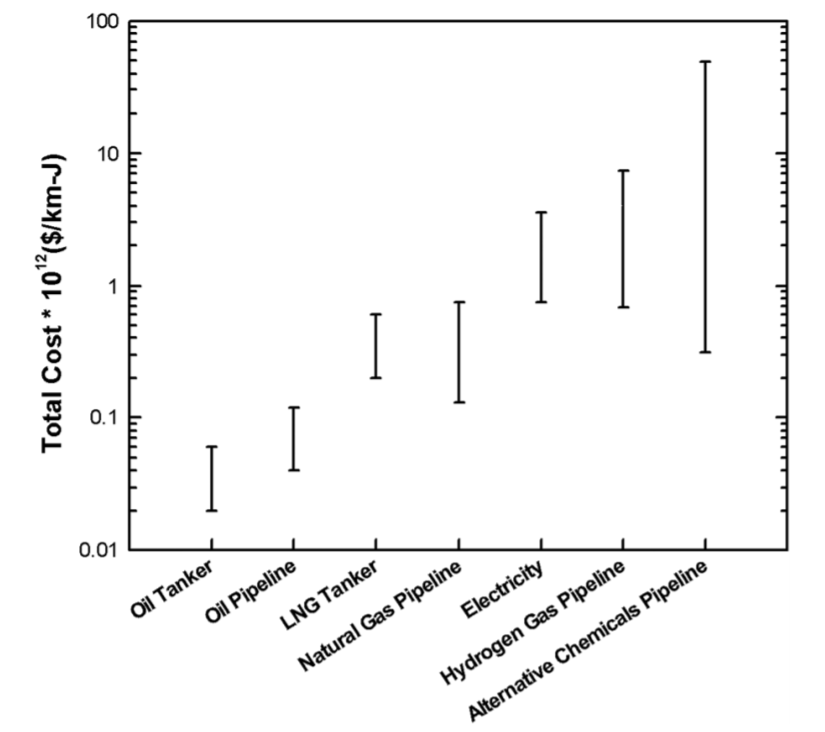 100
10
1
0.1
0.01
Total Cost * 10¹²($/km-J)
Oil Tanker
Oil Pipeline
LNG Tanker
Natural Gas Pipeline
Electricity
Hydrogen Gas Pipeline
Alternative Chemicals Pipeline